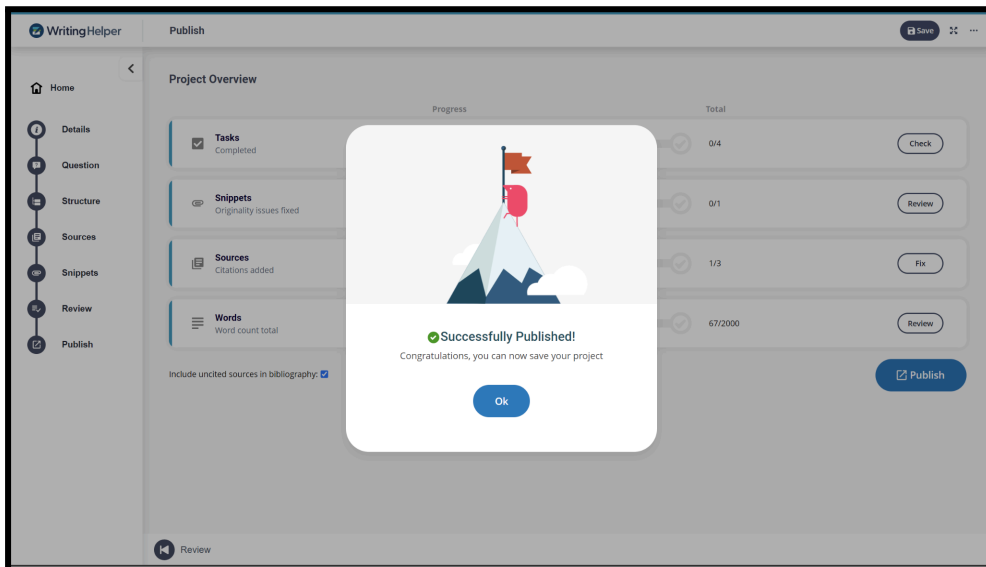 WritingHelper
Publish
Save
Home
Details
Question
Structure
Sources
Snippets
Review
Publish
Project Overview
Progress
Total
Tasks
Completed
0/4
Check
Snippets
Originality issues fixed
0/1
Review
Sources
Citations added
1/3
Fix
Words
Word count total
67/2000
Review
Include uncited sources in bibliography:
Publish
Successfully Published!
Congratulations, you can now save your project
Ok
Review